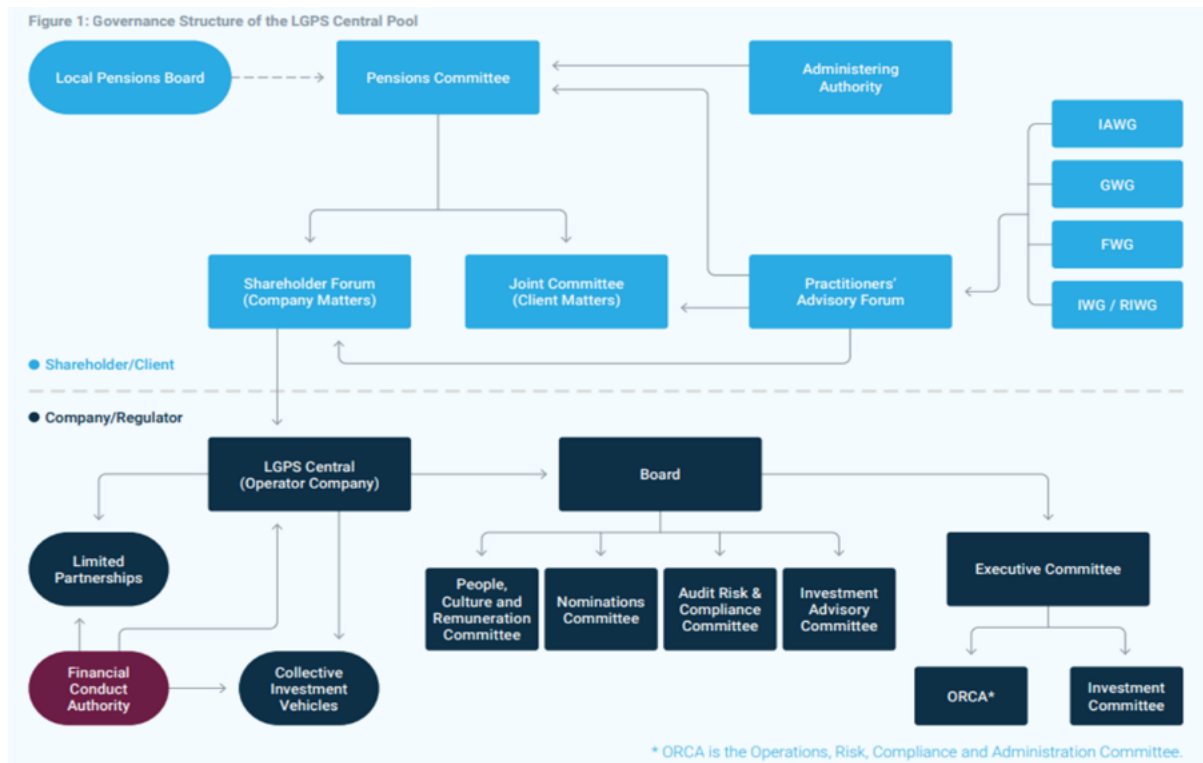 Figure 1: Governance Structure of the LGPS Central Pool
Local Pensions Board
Pensions Committee
Administering
Authority
IAWG
GWG
FWG
IWG / RIWG
Shareholder Forum
(Company Matters)
Joint Committee
(Client Matters)
Practitioners'
Advisory Forum
Shareholder/Client
Company/Regulator
LGPS Central
(Operator Company)
Board
Limited
Partnerships
People,
Culture and
Remuneration
Committee
Nominations
Committee
Audit Risk &
Compliance
Committee
Investment
Advisory
Committee
Executive Committee
Financial
Conduct
Authority
Collective
Investment
Vehicles
ORCA*
Investment
Committee
* ORCA is the Operations, Risk, Compliance and Administration Committee.